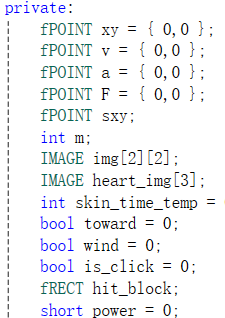 private:
fPOINT xy = { 0,0 };
fPOINT v = { 0,0 };
fPOINT a = { 0,0 };
fPOINT F = { 0,0 };
fPOINT sxy;
int m;
IMAGE img[2][2];
IMAGE heart_img[3];
int skin_time_temp =
bool toward = 0;
bool wind = 0;
bool is_click = 0;
fRECT hit_block;
short power = 0;